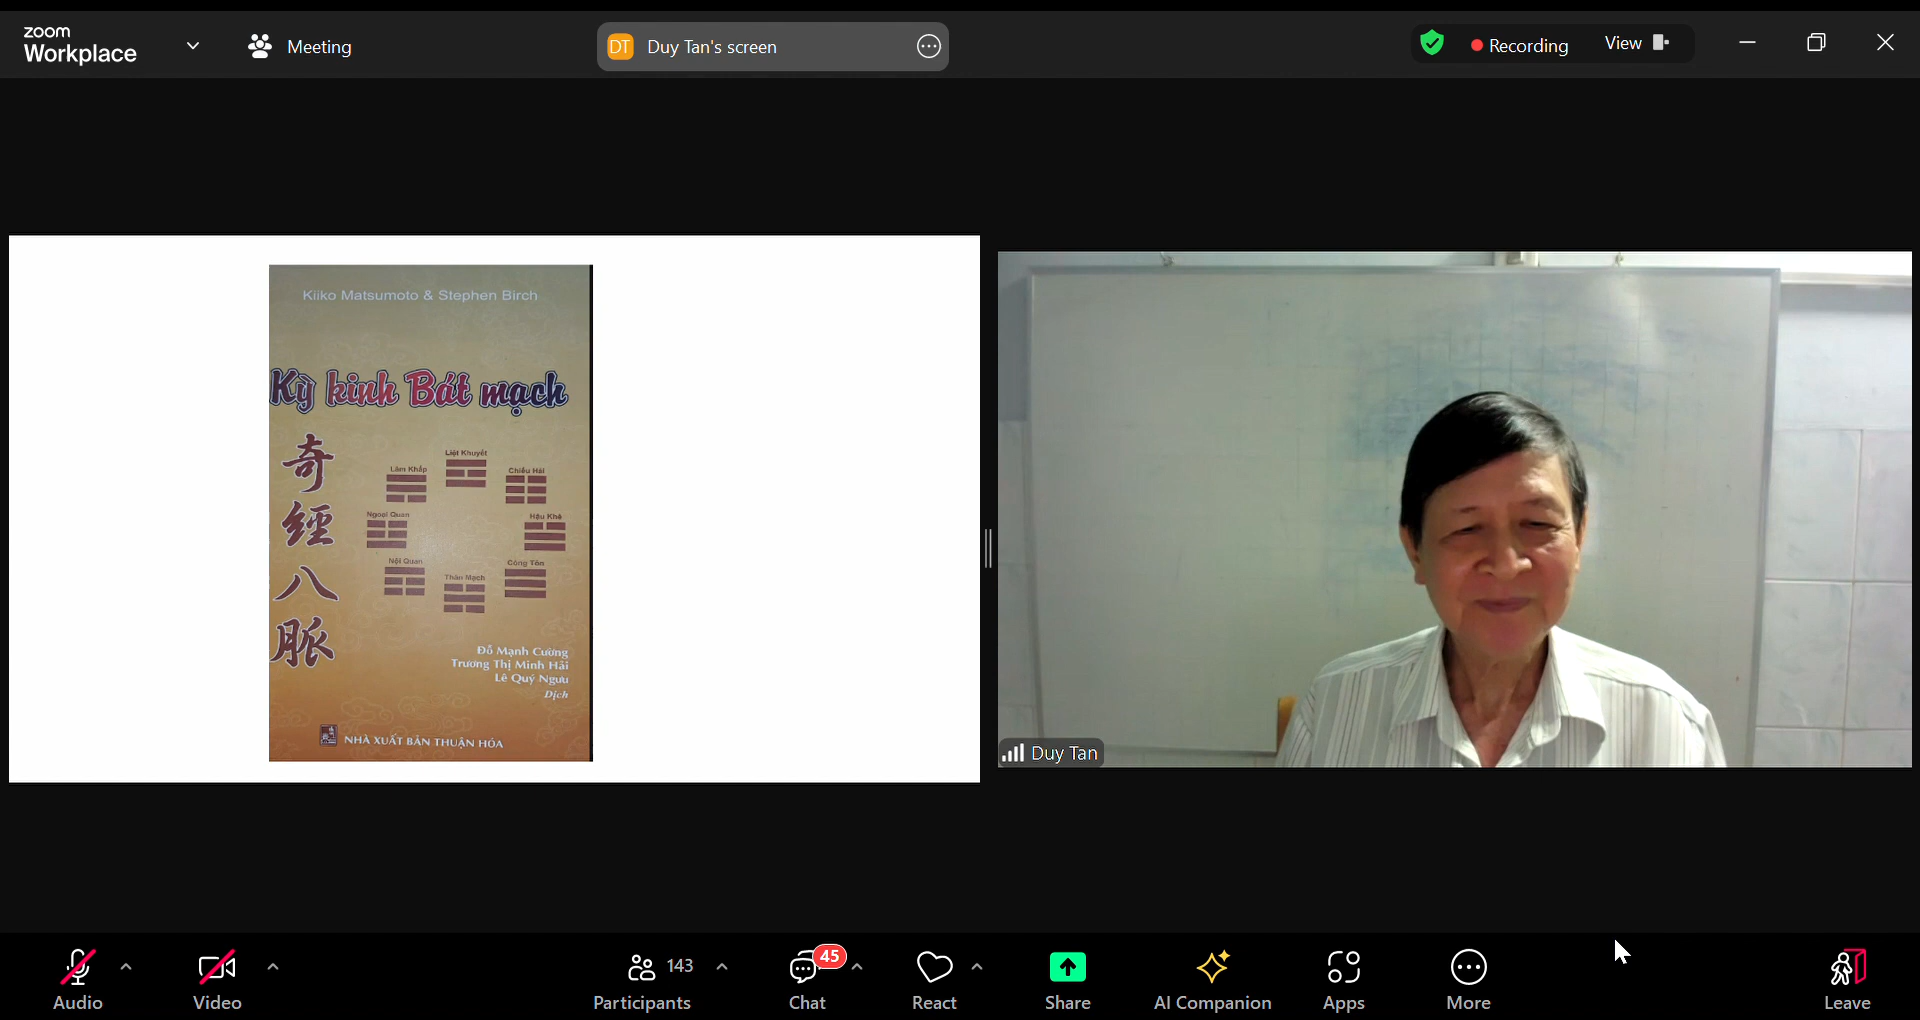 zoom
Workplace
Meeting
DT Duy Tan's screen
Recording
View
Kiiko Matsumoto & Stephen Birch
Kỳ kinh Bát mạch
奇
經
八
脈
Liệt Khuyết
Lâm Khấp
Chiếu Hải
Ngoại Quan
Hậu Khê
Nội Quan
Công Tôn
Thân Mạch
Đỗ Mạnh Cường
Trương Thị Minh Hải
Lê Quý Ngưu
Dịch
NHÀ XUẤT BẢN THUẬN HÓA
Duy Tan
Audio
Video
143
Participants
45
Chat
React
Share
AI Companion
Apps
More
Leave